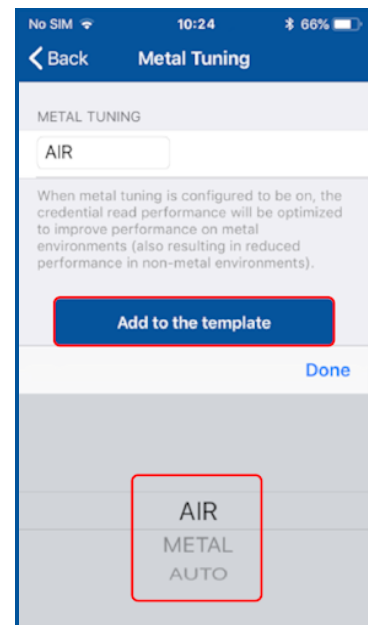 No SIM 10:24 66%
Back Metal Tuning
METAL TUNING
AIR
When metal tuning is configured to be on, the
credential read performance will be optimized
to improve performance on metal
environments (also resulting in reduced
performance in non-metal environments).
Add to the template
Done
AIR
METAL
AUTO